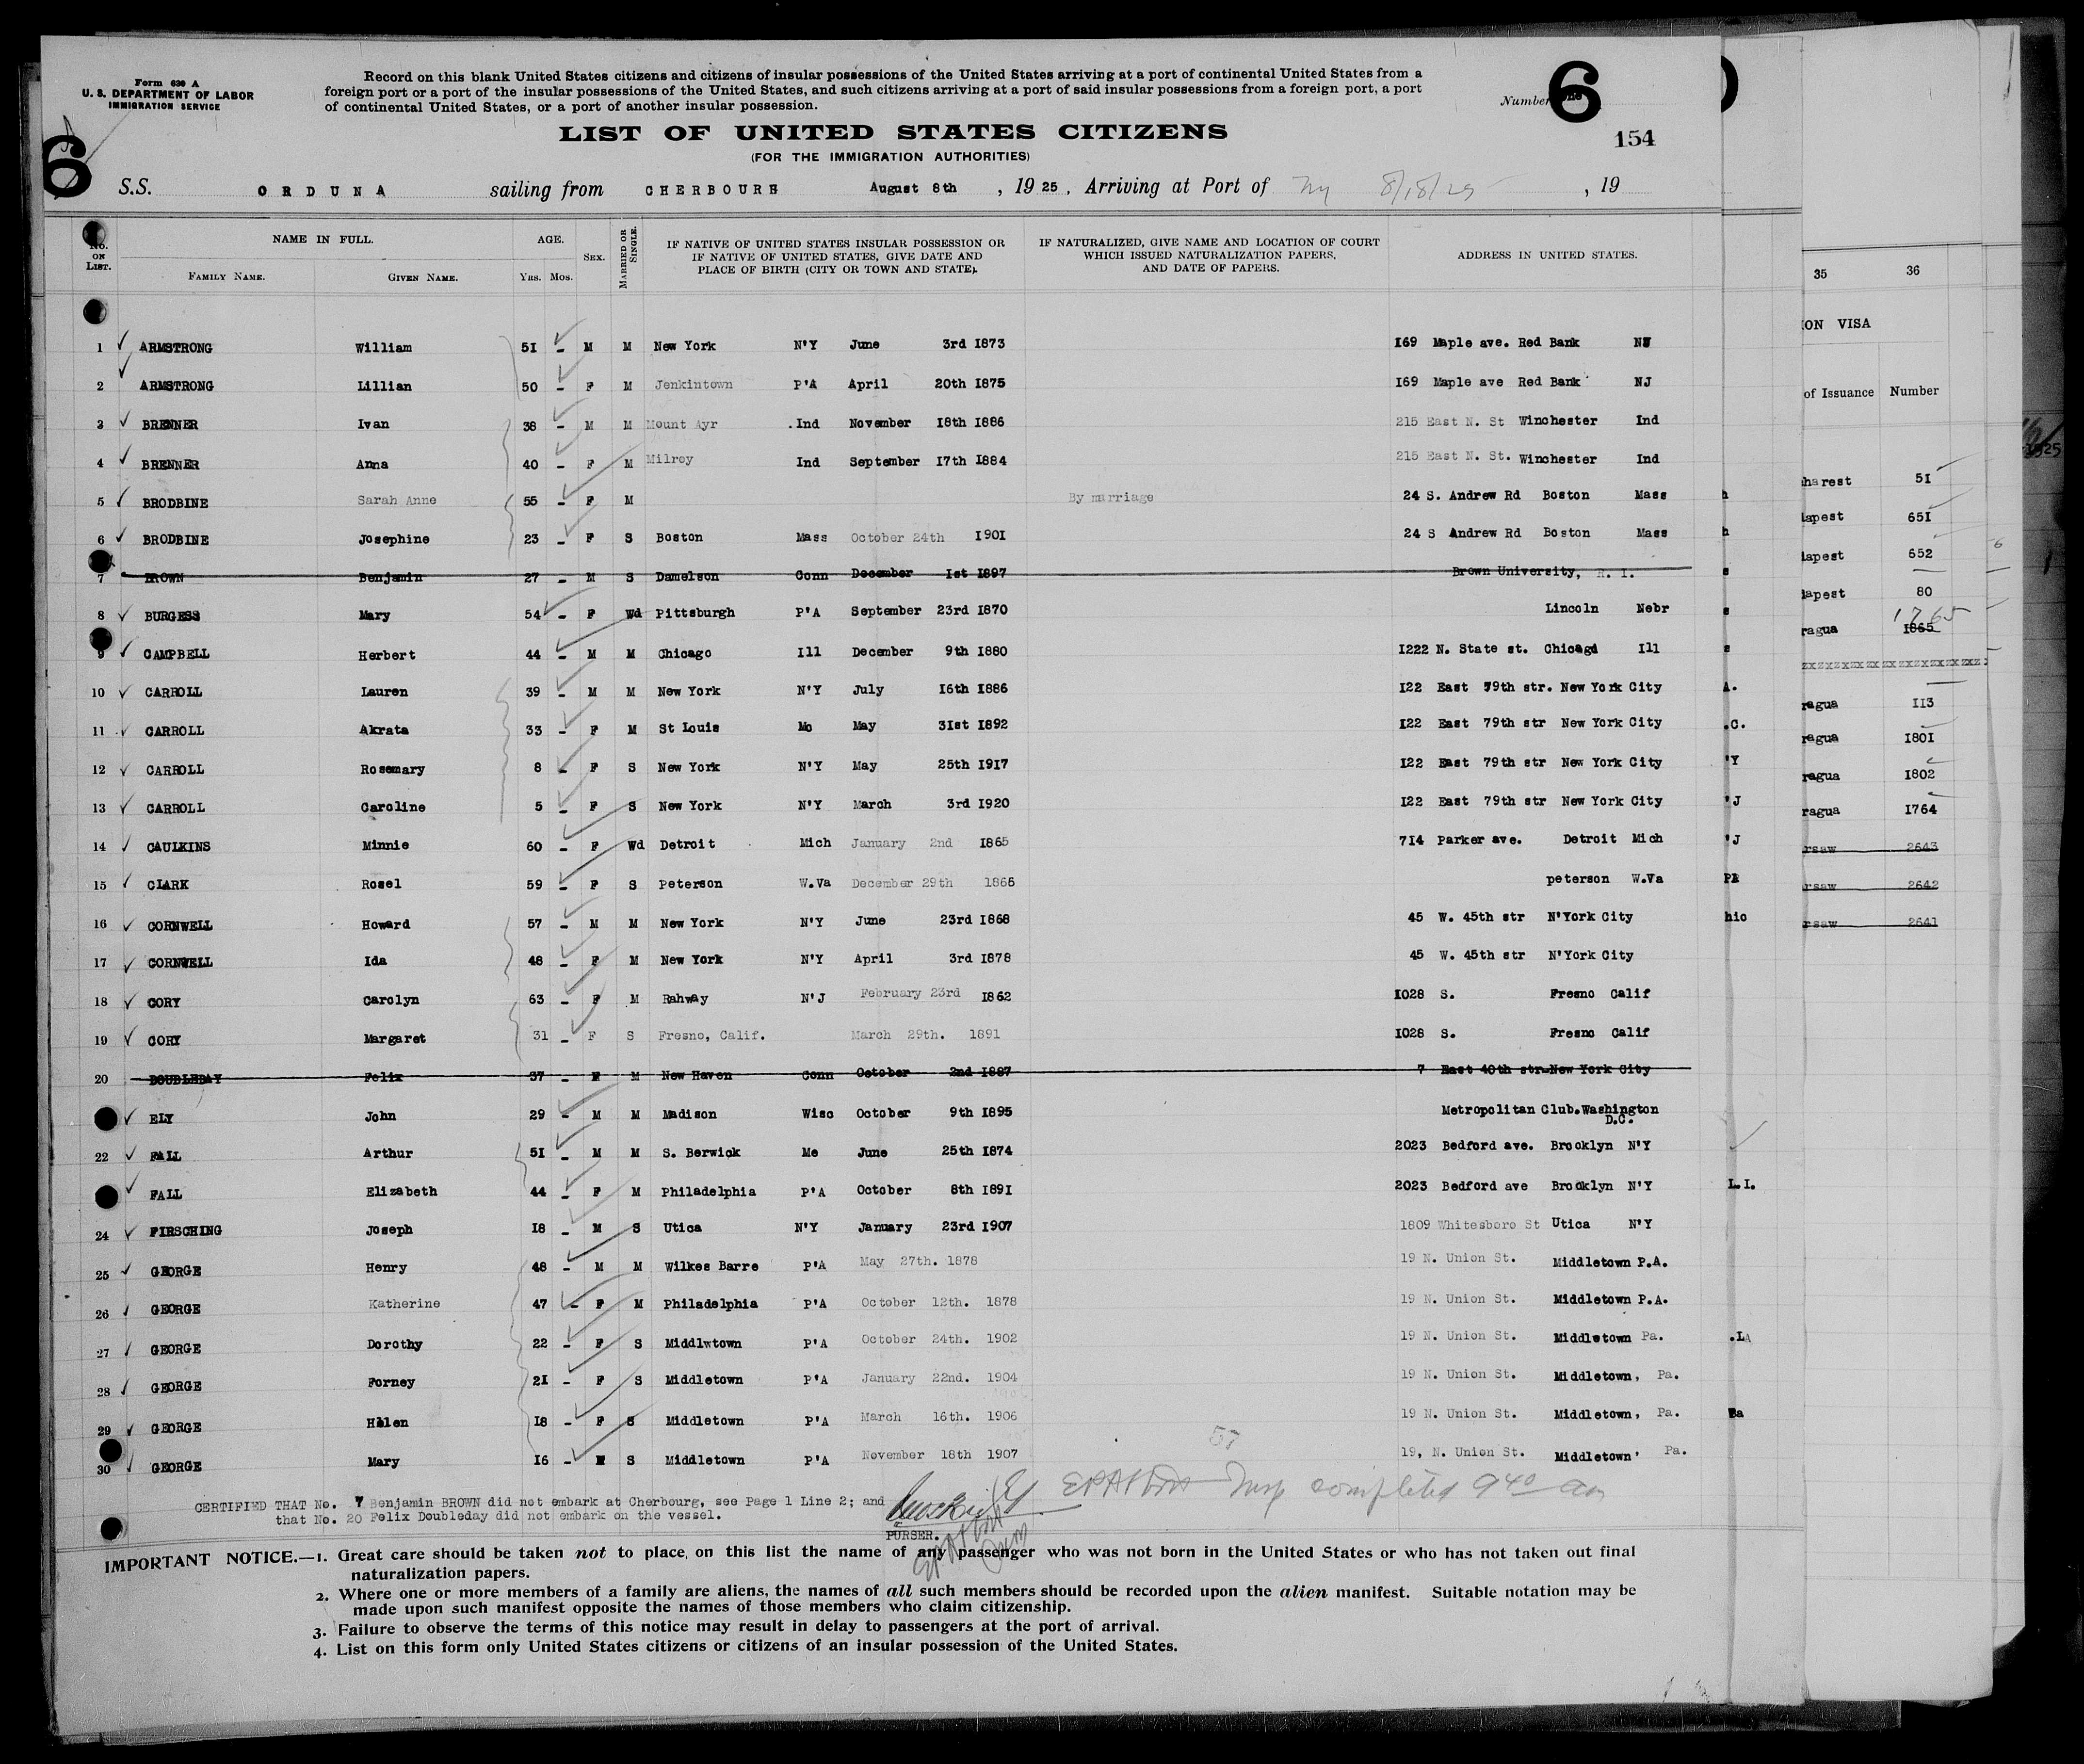 Form 630 A
U. S. DEPARTMENT OF LABOR
IMMIGRATION SERVICE
Record on this blank United States citizens and citizens of insular possessions of the United States arriving at a port of continental United States from a
foreign port or a port of the insular possessions of the United States, and such citizens arriving at a port of said insular possessions from a foreign port, a port
of continental United States, or a port of another insular possession.
Number
6
6
154
LIST OF UNITED STATES CITIZENS
(FOR THE IMMIGRATION AUTHORITIES)
S.S. ORDUNA sailing from CHERBOURG August 8th , 19 25 , Arriving at Port of Ny 8/18/25 , 19
No. ON LIST. NAME IN FULL. FAMILY NAME. GIVEN NAME. AGE. YRS. MOS. SEX. MARRIED OR SINGLE. IF NATIVE OF UNITED STATES INSULAR POSSESSION OR IF NATIVE OF UNITED STATES, GIVE DATE AND PLACE OF BIRTH (CITY OR TOWN AND STATE). IF NATURALIZED, GIVE NAME AND LOCATION OF COURT WHICH ISSUED NATURALIZATION PAPERS, AND DATE OF PAPERS. ADDRESS IN UNITED STATES.
35 36
ION VISA
of Issuance Number
1 ARMSTRONG William 51 - M M New York N'Y June 3rd 1873 169 Maple ave. Red Bank NJ
2 ARMSTRONG Lillian 50 - F M Jenkintown P'A April 20th 1875 169 Maple ave Red Bank NJ
3 BRENNER Ivan 38 - M M Mount Ayr .Ind November 18th 1886 215 East N. St Winchester Ind
4 BRENNER Anna 40 - F M Milroy Ind September 17th 1884 215 East N. St. Winchester Ind
5 BRODBINE Sarah Anne 55 - F M By marriage 24 S. Andrew Rd Boston Mass
6 BRODBINE Josephine 23 - F S Boston Mass October 24th 1901 24 S Andrew Rd Boston Mass
7 BROWN Benjamin 27 - M S Danelson Conn December 1st 1897 Brown University, R. I.
8 BURGESS Mary 54 - F Wd Pittsburgh P'A September 23rd 1870 Lincoln Nebr
9 CAMPBELL Herbert 44 - M M Chicago Ill December 9th 1880 1222 N. State st. Chicago Ill
10 CARROLL Lauren 39 - M M New York N'Y July 16th 1886 122 East 79th str. New York City
11 CARROLL Akrata 33 - F M St Louis Mo May 31st 1892 122 East 79th str New York City
12 CARROLL Rosemary 8 - F S New York N'Y May 25th 1917 122 East 79th str New York City
13 CARROLL Caroline 5 - F S New York N'Y March 3rd 1920 122 East 79th str New York City
14 CAULKINS Minnie 60 - F Wd Detroit Mich January 2nd 1865 714 Parker ave. Detroit Mich
15 CLARK Rosel 59 - F S Peterson W.Va December 29th 1865 peterson W.Va
16 CORNWELL Howard 57 - M M New York N'Y June 23rd 1868 45 W. 45th str N'York City
17 CORNWELL Ida 48 - F M New York N'Y April 3rd 1878 45 W. 45th str N'York City
18 CORY Carolyn 63 - F M Rahway N'J February 23rd 1862 1028 S. Fresno Calif
19 CORY Margaret 31 - F S Fresno, Calif. March 29th. 1891 1028 S. Fresno Calif
20 DOUBLEDAY Felix 37 - M M New Haven Conn October 2nd 1887 7 East 40th str-New York City
ELY John 29 - M M Madison Wisc October 9th 1895 Metropolitan Club.Washington D.C.
22 FALL Arthur 51 - M M S. Berwick Me June 25th 1874 2023 Bedford ave. Brooklyn N'Y
FALL Elizabeth 44 - F M Philadelphia P'A October 8th 1891 2023 Bedford ave Brooklyn N'Y
24 FIRSCHING Joseph 18 - M S Utica N'Y January 23rd 1907 1809 Whitesboro St Utica N'Y
25 GEORGE Henry 48 - M M Wilkes Barre P'A May 27th. 1878 19 N. Union St. Middletown P.A.
26 GEORGE Katherine 47 - F M Philadelphia P'A October 12th. 1878 19 N. Union St. Middletown P.A.
27 GEORGE Dorothy 22 - F S Middlwtown P'A October 24th. 1902 19 N. Union St. Middletown Pa.
28 GEORGE Forney 21 - F S Middletown P'A January 22nd. 1904 19 N. Union St. Middletown, Pa.
29 GEORGE Hllen 18 - F S Middletown P'A March 16th. 1906 19 N. Union St. Middletown, Pa.
30 GEORGE Mary 16 - F S Middletown P'A November 18th 1907 19, N. Union St. Middletown' Pa.
harest 51
apest 651
apest 652
apest 80
ragua 1865 1765
ragua 113
ragua 1801
ragua 1802
ragua 1764
rsaw 2643
rsaw 2642
rsaw 2641
h
h
s
s
s
A.
.C.
'Y
'J
'J
hio
L.I.
.LA
Pa
57
Insp completed 9 40 am
CERTIFIED THAT No. 7 Benjamin BROWN did not embark at Cherbourg, see Page 1 Line 2; and
that No. 20 Felix Doubleday did not embark on the vessel.
PURSER.
IMPORTANT NOTICE.—1. Great care should be taken not to place on this list the name of any passenger who was not born in the United States or who has not taken out final
naturalization papers.
2. Where one or more members of a family are aliens, the names of all such members should be recorded upon the alien manifest. Suitable notation may be
made upon such manifest opposite the names of those members who claim citizenship.
3. Failure to observe the terms of this notice may result in delay to passengers at the port of arrival.
4. List on this form only United States citizens or citizens of an insular possession of the United States.